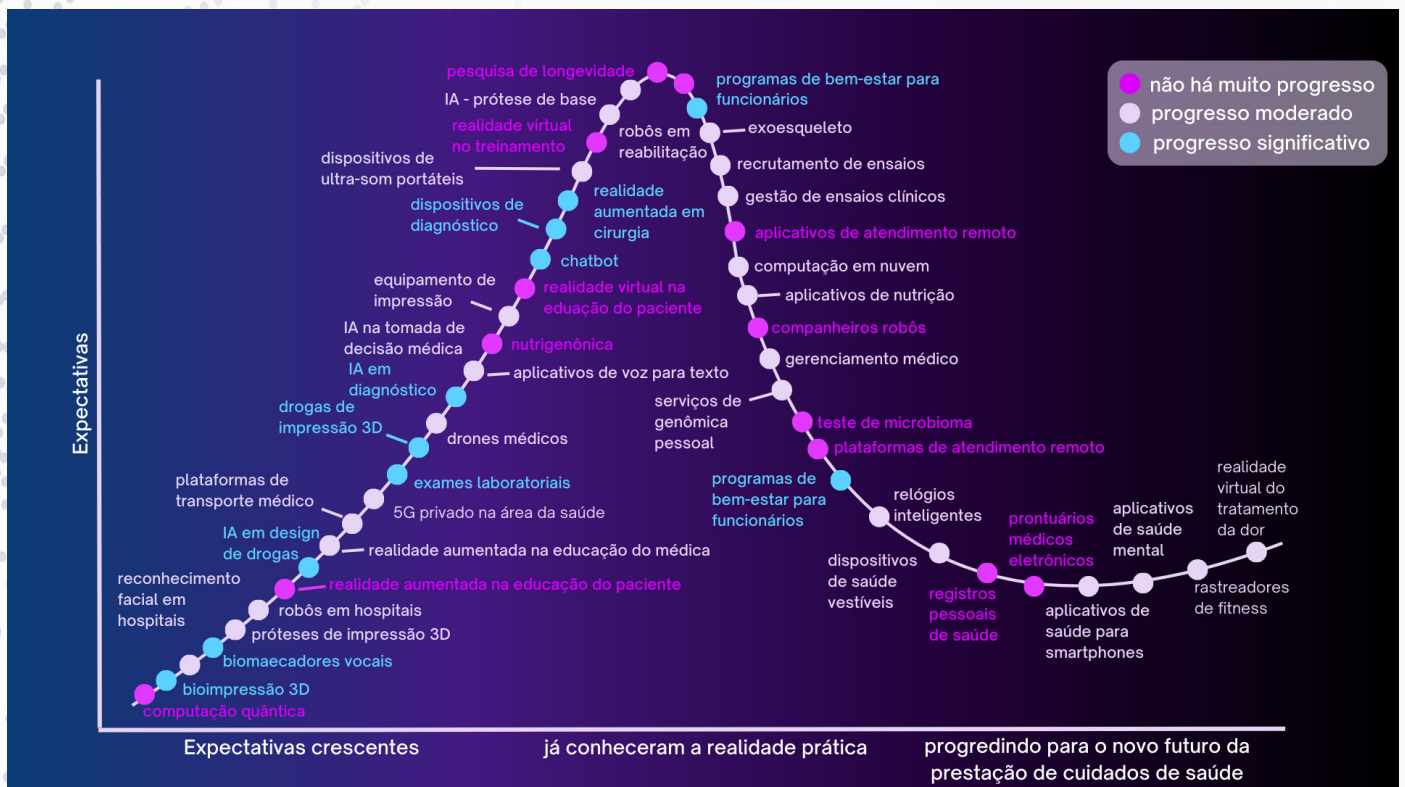 pesquisa de longevidade
programas de bem-estar para
funcionários
IA - prótese de base
realidade virtual
no treinamento
robôs em
reabilitação
exoesqueleto
dispositivos de
ultra-som portáteis
recrutamento de ensaios
dispositivos de
diagnóstico
realidade
aumentada em
cirurgia
gestão de ensaios clínicos
aplicativos de atendimento remoto
chatbot
computação em nuvem
equipamento de
impressão
realidade virtual na
eduação do paciente
aplicativos de nutrição
IA na tomada de
decisão médica
nutrigenônica
companheiros robôs
IA em
diagnóstico
aplicativos de voz para texto
gerenciamento médico
drogas de
impressão 3D
drones médicos
serviços de
genômica
pessoal
teste de microbioma
plataformas de atendimento remoto
plataformas de
transporte médico
exames laboratoriais
programas de
bem-estar para
funcionários
5G privado na área da saúde
relógios
inteligentes
IA em design
de drogas
realidade aumentada na educação do médica
dispositivos
de saúde
vestíveis
prontuários
médicos
eletrônicos
aplicativos
de saúde
mental
realidade
virtual do
tratamento
da dor
reconhecimento
facial em
hospitais
realidade aumentada na educação do paciente
registros
pessoais
de saúde
aplicativos de
saúde para
smartphones
rastreadores
de fitness
robôs em hospitais
próteses de impressão 3D
biomaecadores vocais
bioimpressão 3D
computação quântica
não há muito progresso
progresso moderado
progresso significativo
Expectativas
Expectativas crescentes
já conheceram a realidade prática
progredindo para o novo futuro da
prestação de cuidados de saúde